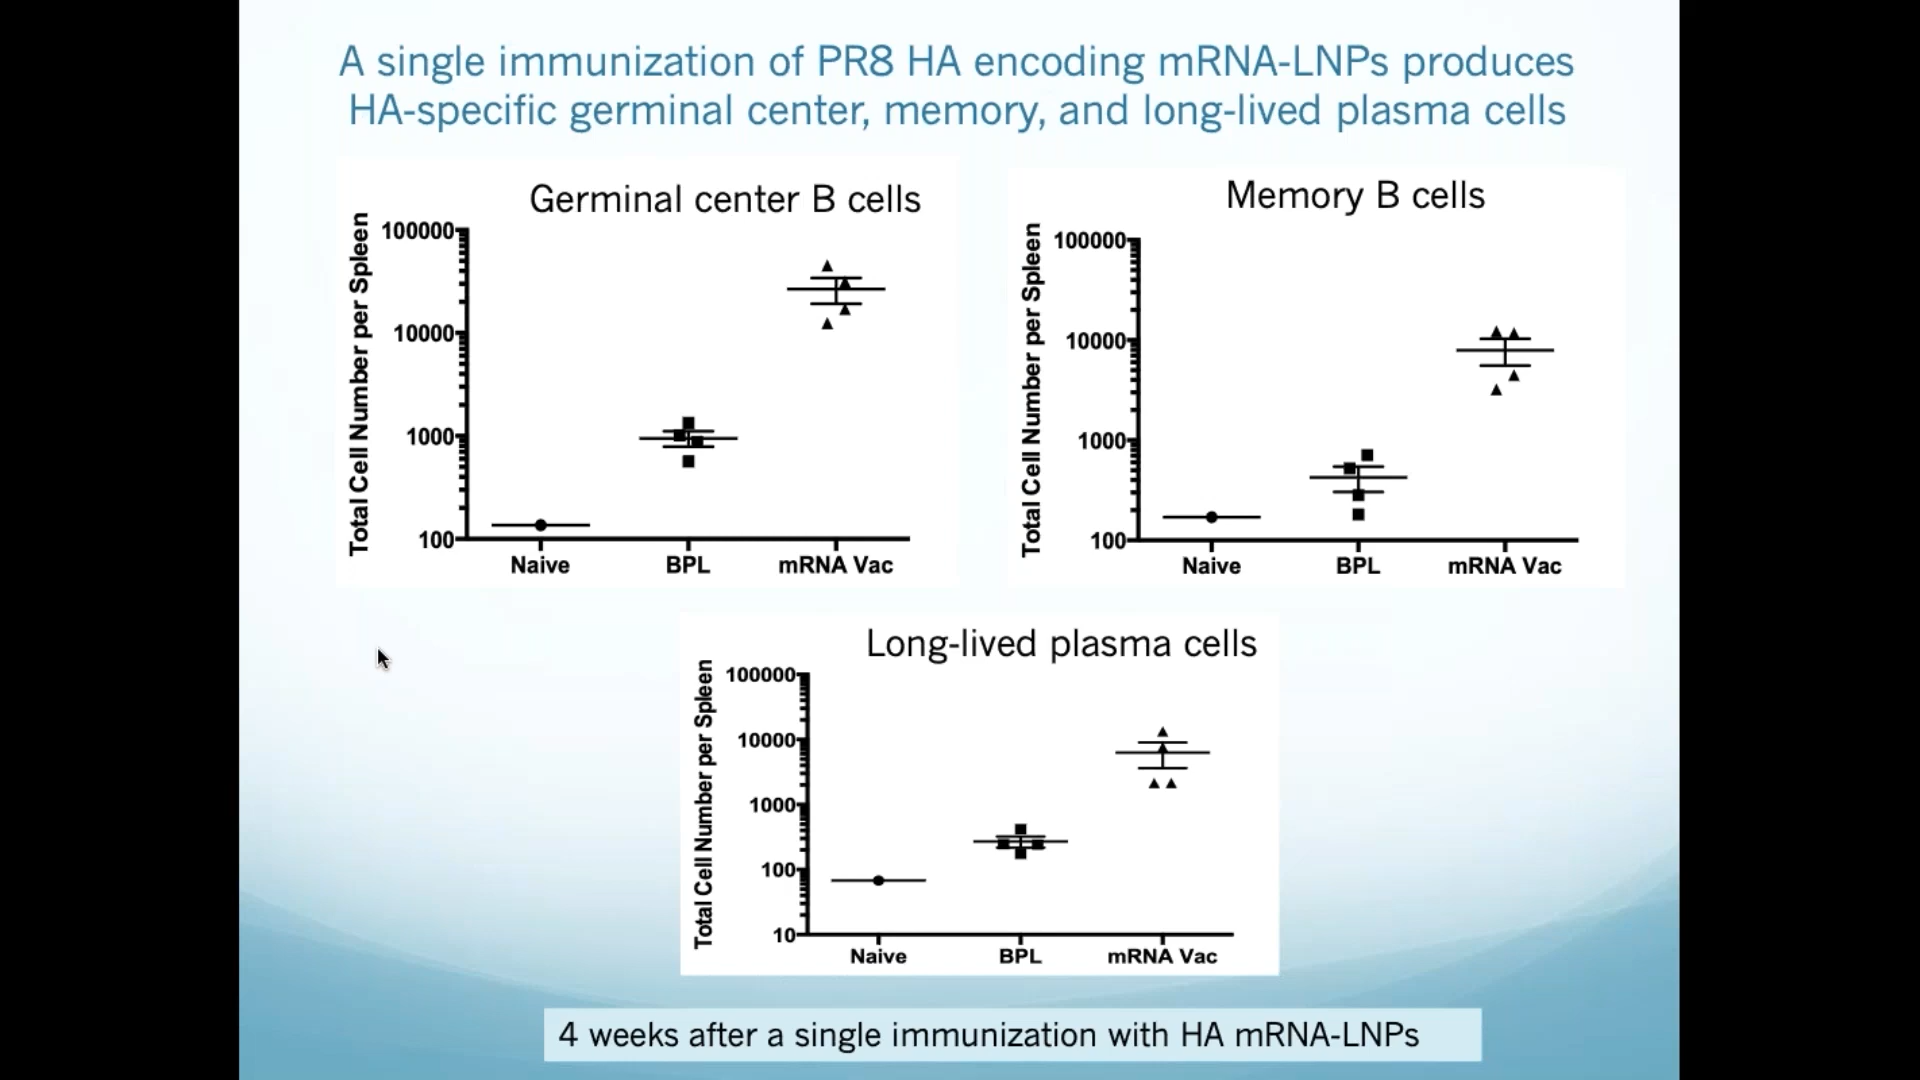 A single immunization of PR8 HA encoding mRNA-LNPs produces
HA-specific germinal center, memory, and long-lived plasma cells
Germinal center B cells
Total Cell Number per Spleen
100000
10000
1000
100
Naive
BPL
mRNA Vac
Memory B cells
Total Cell Number per Spleen
100000
10000
1000
100
Naive
BPL
mRNA Vac
Long-lived plasma cells
Total Cell Number per Spleen
100000
10000
1000
100
10
Naive
BPL
mRNA Vac
4 weeks after a single immunization with HA mRNA-LNPs